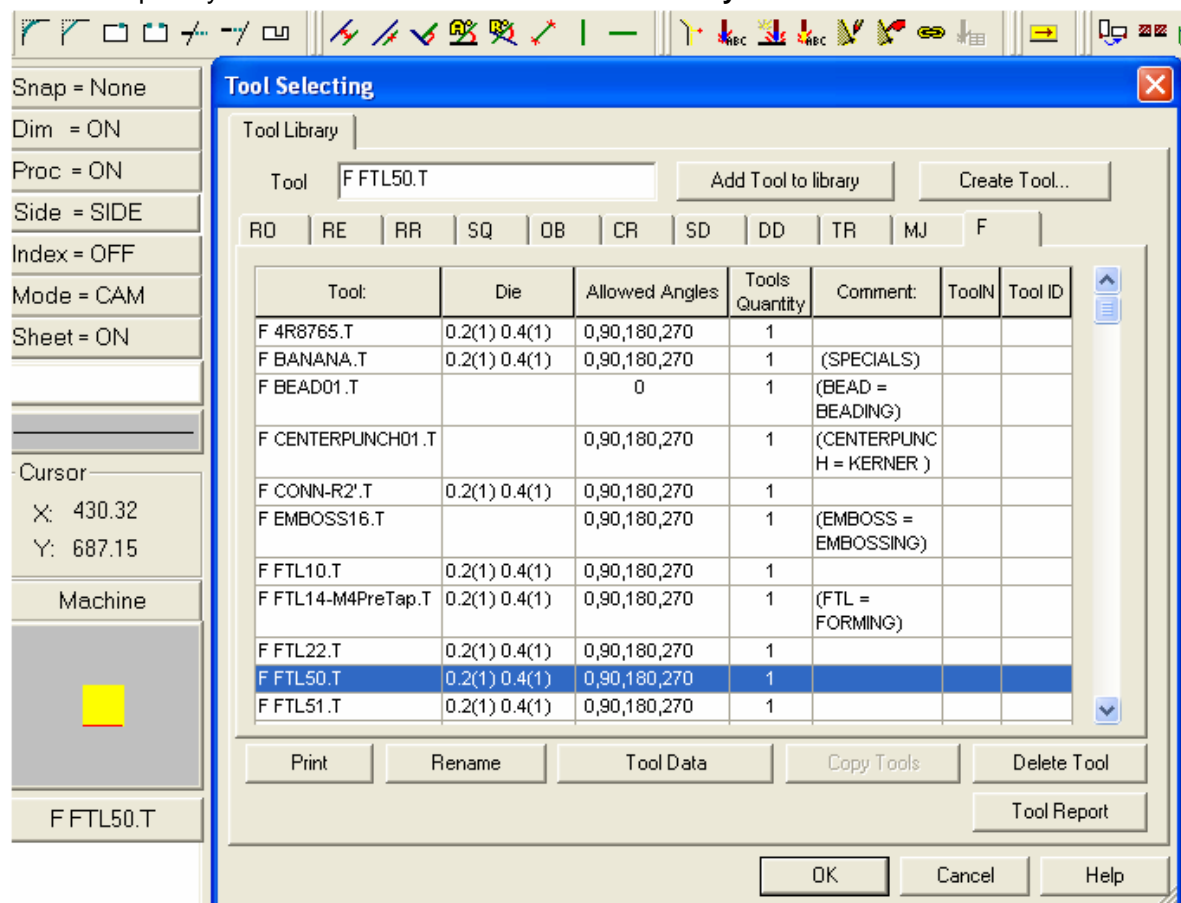 ABC ABC
Snap = None
Dim = ON
Proc = ON
Side = SIDE
Index = OFF
Mode = CAM
Sheet = ON
Cursor
X: 430.32
Y: 687.15
Machine
F FTL50.T
Tool Selecting
Tool Library
Tool F FTL50.T Add Tool to library Create Tool...
RO RE RR SQ OB CR SD DD TR MJ F
Tool: Die Allowed Angles Tools Quantity Comment: ToolN Tool ID
F 4R8765.T 0.2(1) 0.4(1) 0,90,180,270 1
F BANANA.T 0.2(1) 0.4(1) 0,90,180,270 1 (SPECIALS)
F BEAD01.T 0 1 (BEAD =
BEADING)
F CENTERPUNCH01.T 0,90,180,270 1 (CENTERPUNC
H = KERNER )
F CONN-R2'.T 0.2(1) 0.4(1) 0,90,180,270 1
F EMBOSS16.T 0,90,180,270 1 (EMBOSS =
EMBOSSING)
F FTL10.T 0.2(1) 0.4(1) 0,90,180,270 1
F FTL14-M4PreTap.T 0.2(1) 0.4(1) 0,90,180,270 1 (FTL =
FORMING)
F FTL22.T 0.2(1) 0.4(1) 0,90,180,270 1
F FTL50.T 0.2(1) 0.4(1) 0,90,180,270 1
F FTL51.T 0.2(1) 0.4(1) 0,90,180,270 1
Print Rename Tool Data Copy Tools Delete Tool
Tool Report
OK Cancel Help